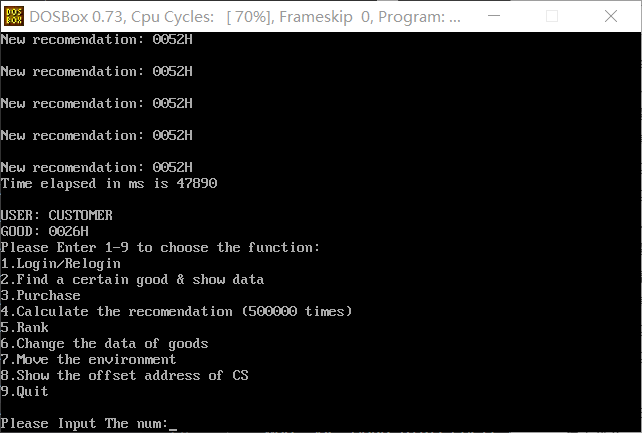 DOS
BOX
DOSBox 0.73, Cpu Cycles: [ 70%], Frameskip 0, Program: ...
New recomendation: 0052H
New recomendation: 0052H
New recomendation: 0052H
New recomendation: 0052H
New recomendation: 0052H
Time elapsed in ms is 47890
USER: CUSTOMER
GOOD: 0026H
Please Enter 1-9 to choose the function:
1.Login/Relogin
2.Find a certain good & show data
3.Purchase
4.Calculate the recomendation (500000 times)
5.Rank
6.Change the data of goods
7.Move the environment
8.Show the offset address of CS
9.Quit
Please Input The num:_